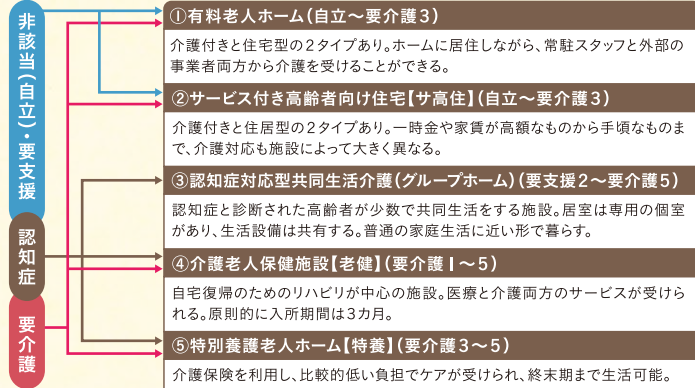 非該当(自立)・要支援
認知症
要介護
①有料老人ホーム(自立〜要介護3)
介護付きと住宅型の2タイプあり。ホームに居住しながら、常駐スタッフと外部の
事業者両方から介護を受けることができる。
②サービス付き高齢者向け住宅【サ高住】(自立〜要介護3)
介護付きと住居型の2タイプあり。一時金や家賃が高額なものから手頃なものま
で、介護対応も施設によって大きく異なる。
③認知症対応型共同生活介護(グループホーム)(要支援2〜要介護5)
認知症と診断された高齢者が少数で共同生活をする施設。居室は専用の個室
があり、生活設備は共有する。普通の家庭生活に近い形で暮らす。
④介護老人保健施設【老健】(要介護1〜5)
自宅復帰のためのリハビリが中心の施設。医療と介護両方のサービスが受けら
れる。原則的に入所期間は3カ月。
⑤特別養護老人ホーム【特養】(要介護3〜5)
介護保険を利用し、比較的低い負担でケアが受けられ、終末期まで生活可能。